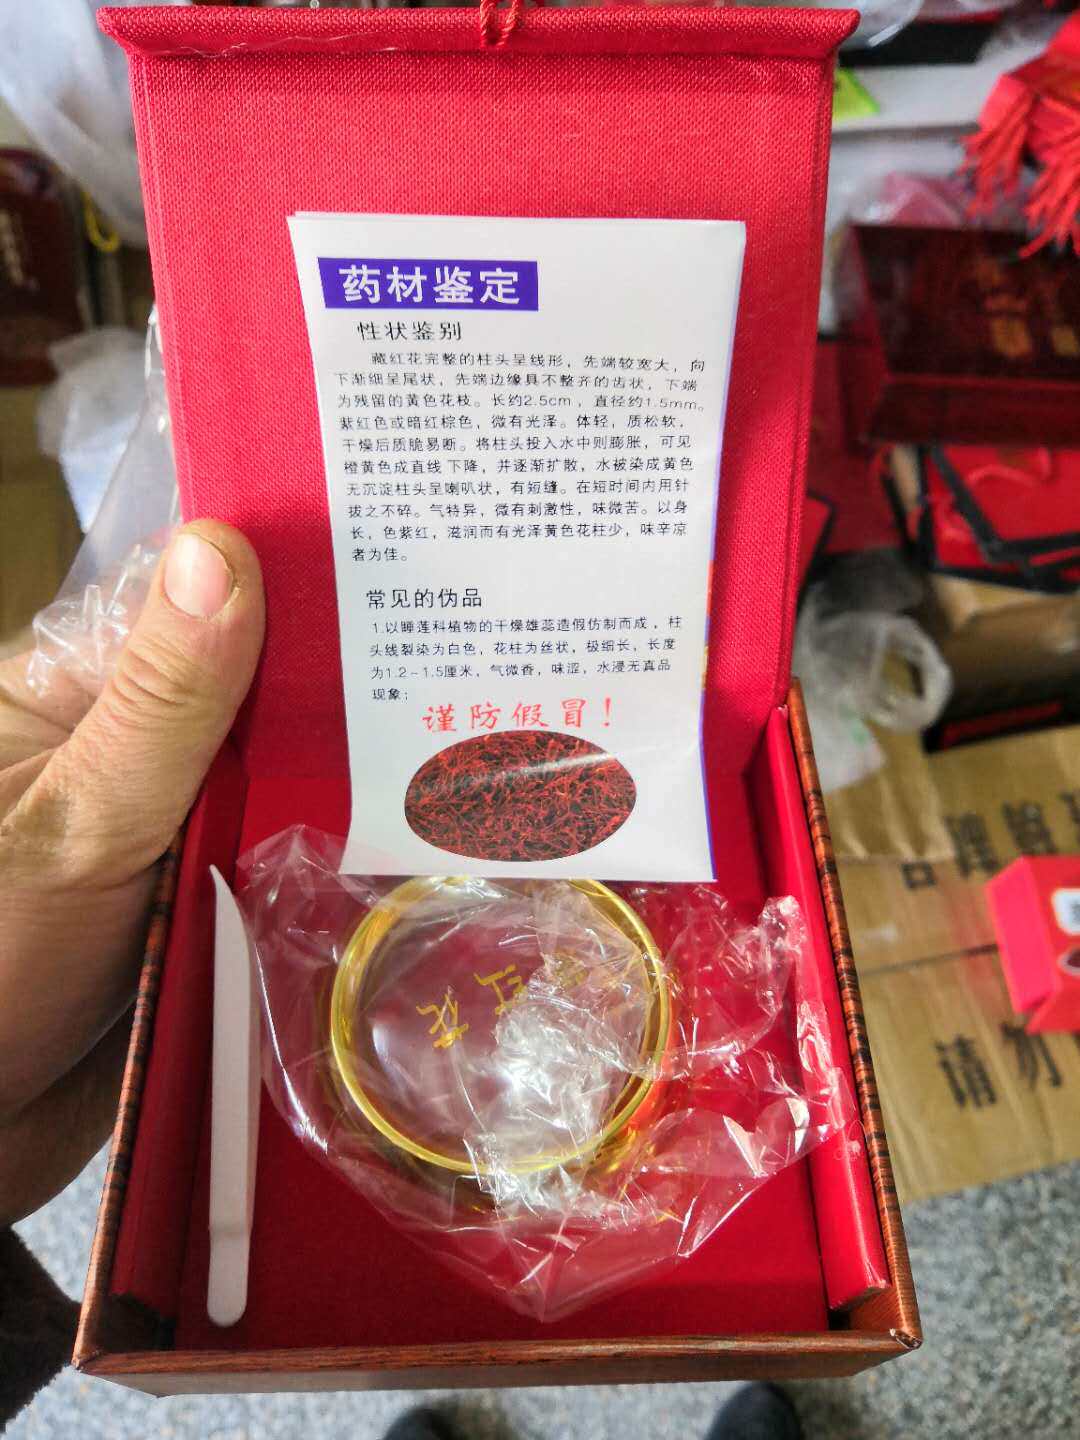 药材鉴定
性状鉴别
藏红花完整的柱头呈线形，先端较宽大，向
下渐细呈尾状，先端边缘具不整齐的齿状，下端
为残留的黄色花枝。长约2.5cm，直径约1.5mm。
紫红色或暗红棕色，微有光泽。体轻，质松软，
干燥后质脆易断。将柱头投入水中则膨胀，可见
橙黄色成直线下降，并逐渐扩散，水被染成黄色
无沉淀柱头呈喇叭状，有短缝。在短时间内用针
拔之不碎。气特异，微有刺激性，味微苦。以身
长，色紫红，滋润而有光泽黄色花柱少，味辛凉
者为佳。
常见的伪品
1.以睡莲科植物的干燥雄蕊造假仿制而成，柱
头线裂染为白色，花柱为丝状，极细长，长度
为1.2－1.5厘米，气微香，味涩，水浸无真品
现象；
谨防假冒！
红花
请勿